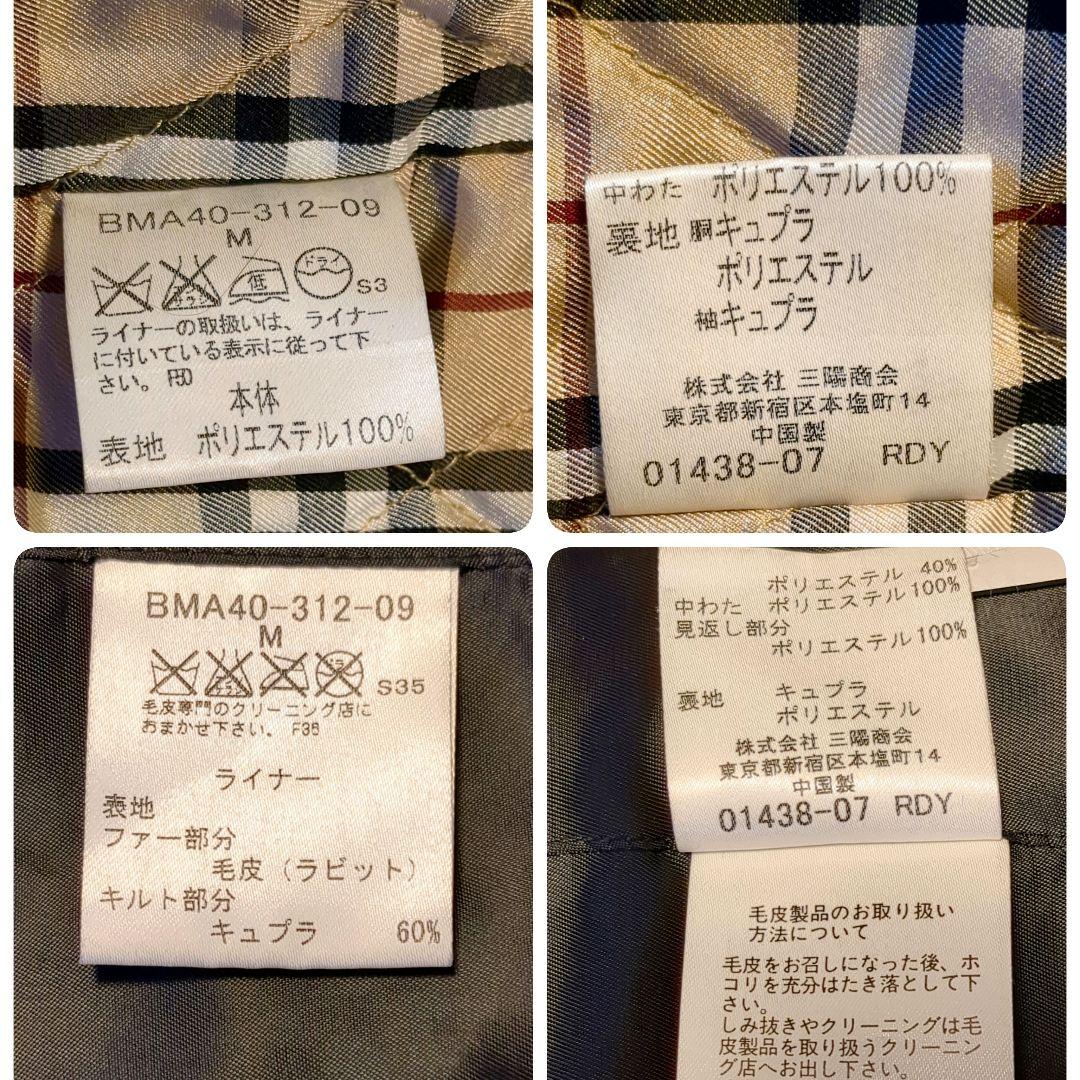 BMA40-312-09
M
低 ドライ S3
ライナーの取扱いは、ライナー
に付いている表示に従って下
さい。 F50
本体
表地 ポリエステル100%
中わた ポリエステル100%
裏地 胴キュプラ
ポリエステル
袖キュプラ
株式会社 三陽商会
東京都新宿区本塩町14
中国製
01438-07 RDY
BMA40-312-09
M
S35
毛皮専門のクリーニング店に
おまかせ下さい。 F35
ライナー
表地
ファー部分
毛皮(ラビット)
キルト部分
キュプラ 60%
ポリエステル 40%
中わた ポリエステル100%
見返し部分
ポリエステル100%
裏地 キュプラ
ポリエステル
株式会社 三陽商会
東京都新宿区本塩町14
中国製
01438-07 RDY
毛皮製品のお取り扱い
方法について
毛皮をお召しになった後、ホ
コリを充分はたき落として下
さい。
しみ抜きやクリーニングは毛
皮製品を取り扱うクリーニン
グ店へお出し下さい。